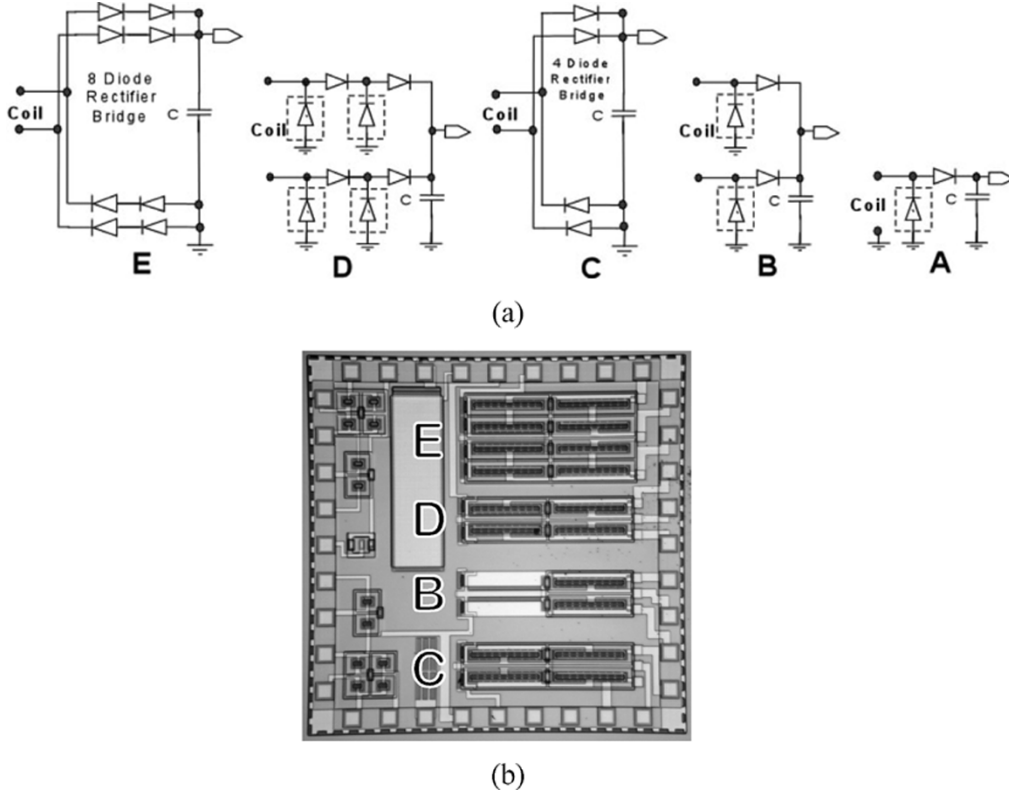 8 Diode
Rectifier
Bridge
Coil
C
E
Coil
C
D
4 Diode
Rectifier
Bridge
C
Coil
C
Coil
C
B
Coil
C
A
(a)
E
D
B
C
(b)